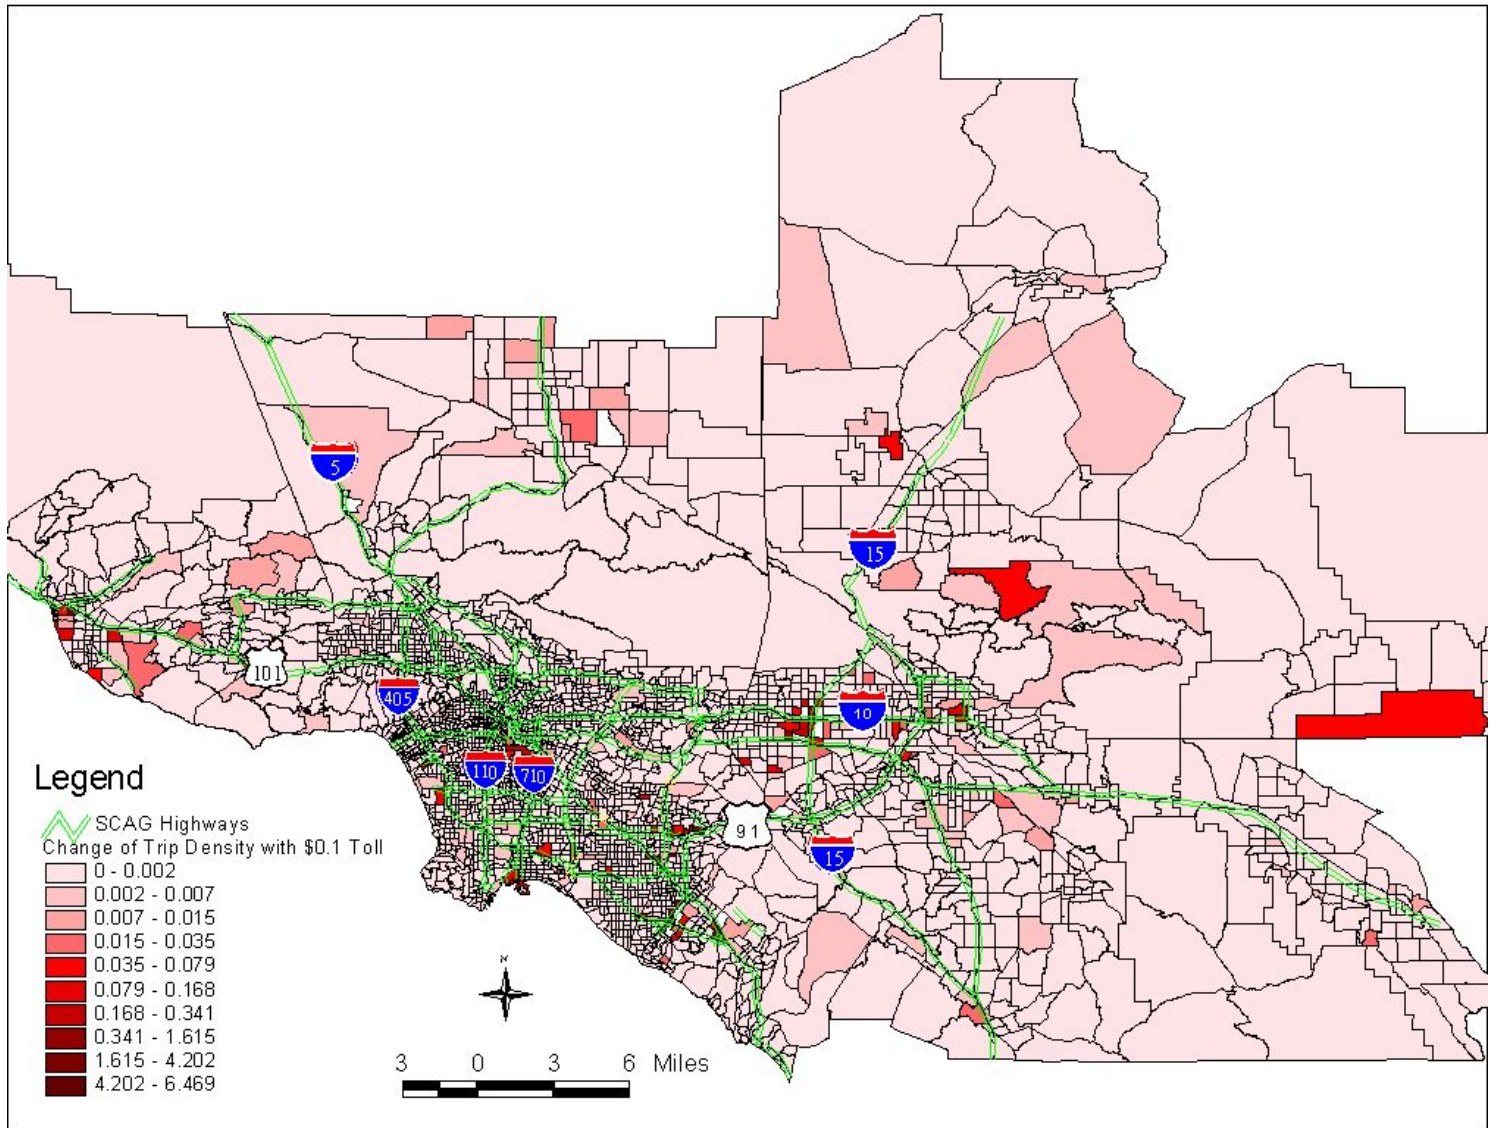 5
15
101
405
10
110
710
91
15
Legend
SCAG Highways
Change of Trip Density with $0.1 Toll
0 - 0.002
0.002 - 0.007
0.007 - 0.015
0.015 - 0.035
0.035 - 0.079
0.079 - 0.168
0.168 - 0.341
0.341 - 1.615
1.615 - 4.202
4.202 - 6.469
N
3 0 3 6 Miles